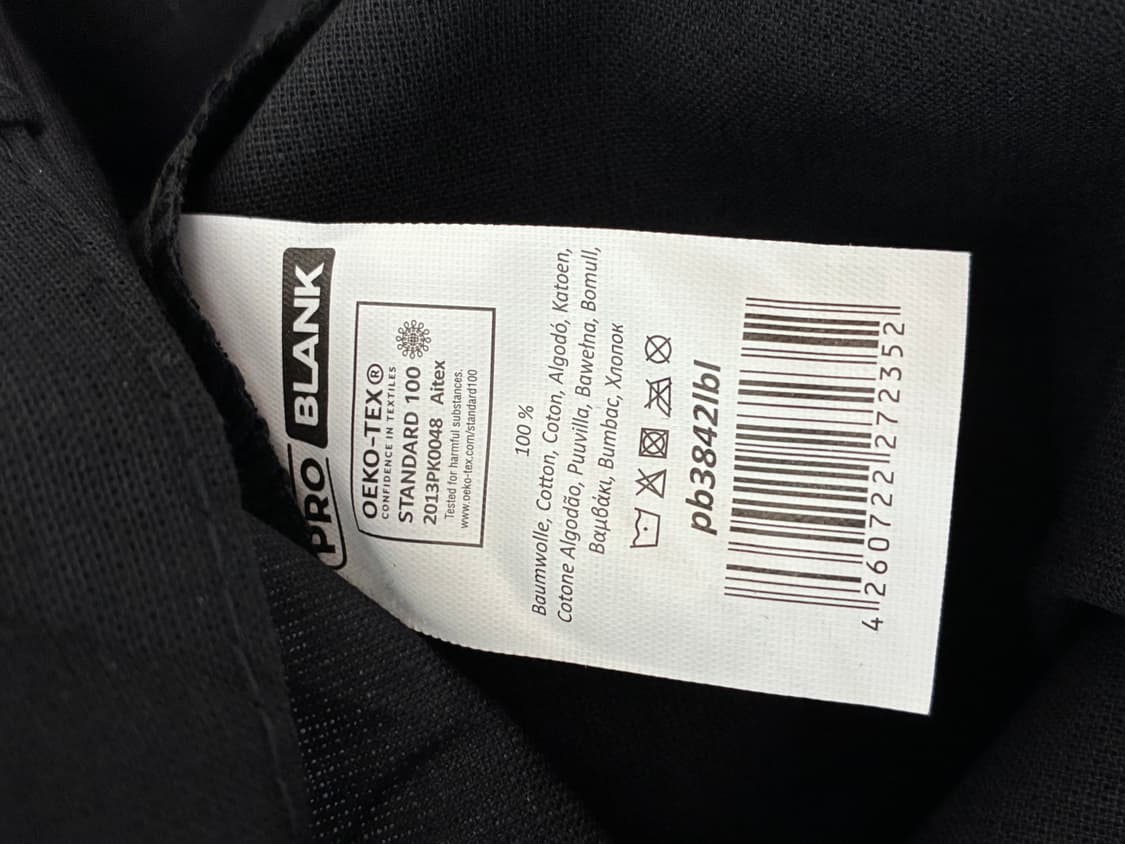 PRO BLANK
OEKO-TEX®
CONFIDENCE IN TEXTILES
STANDARD 100
2013PK0048 Aitex
Tested for harmful substances.
www.oeko-tex.com/standard100
100 %
Baumwolle, Cotton, Coton, Algodó, Katoen,
Cotone Algodão, Puuvilla, Bawełna, Bomull,
Βαμβάκι, Bumbac, Хлопок
pb3842lbl
4 260722 272352